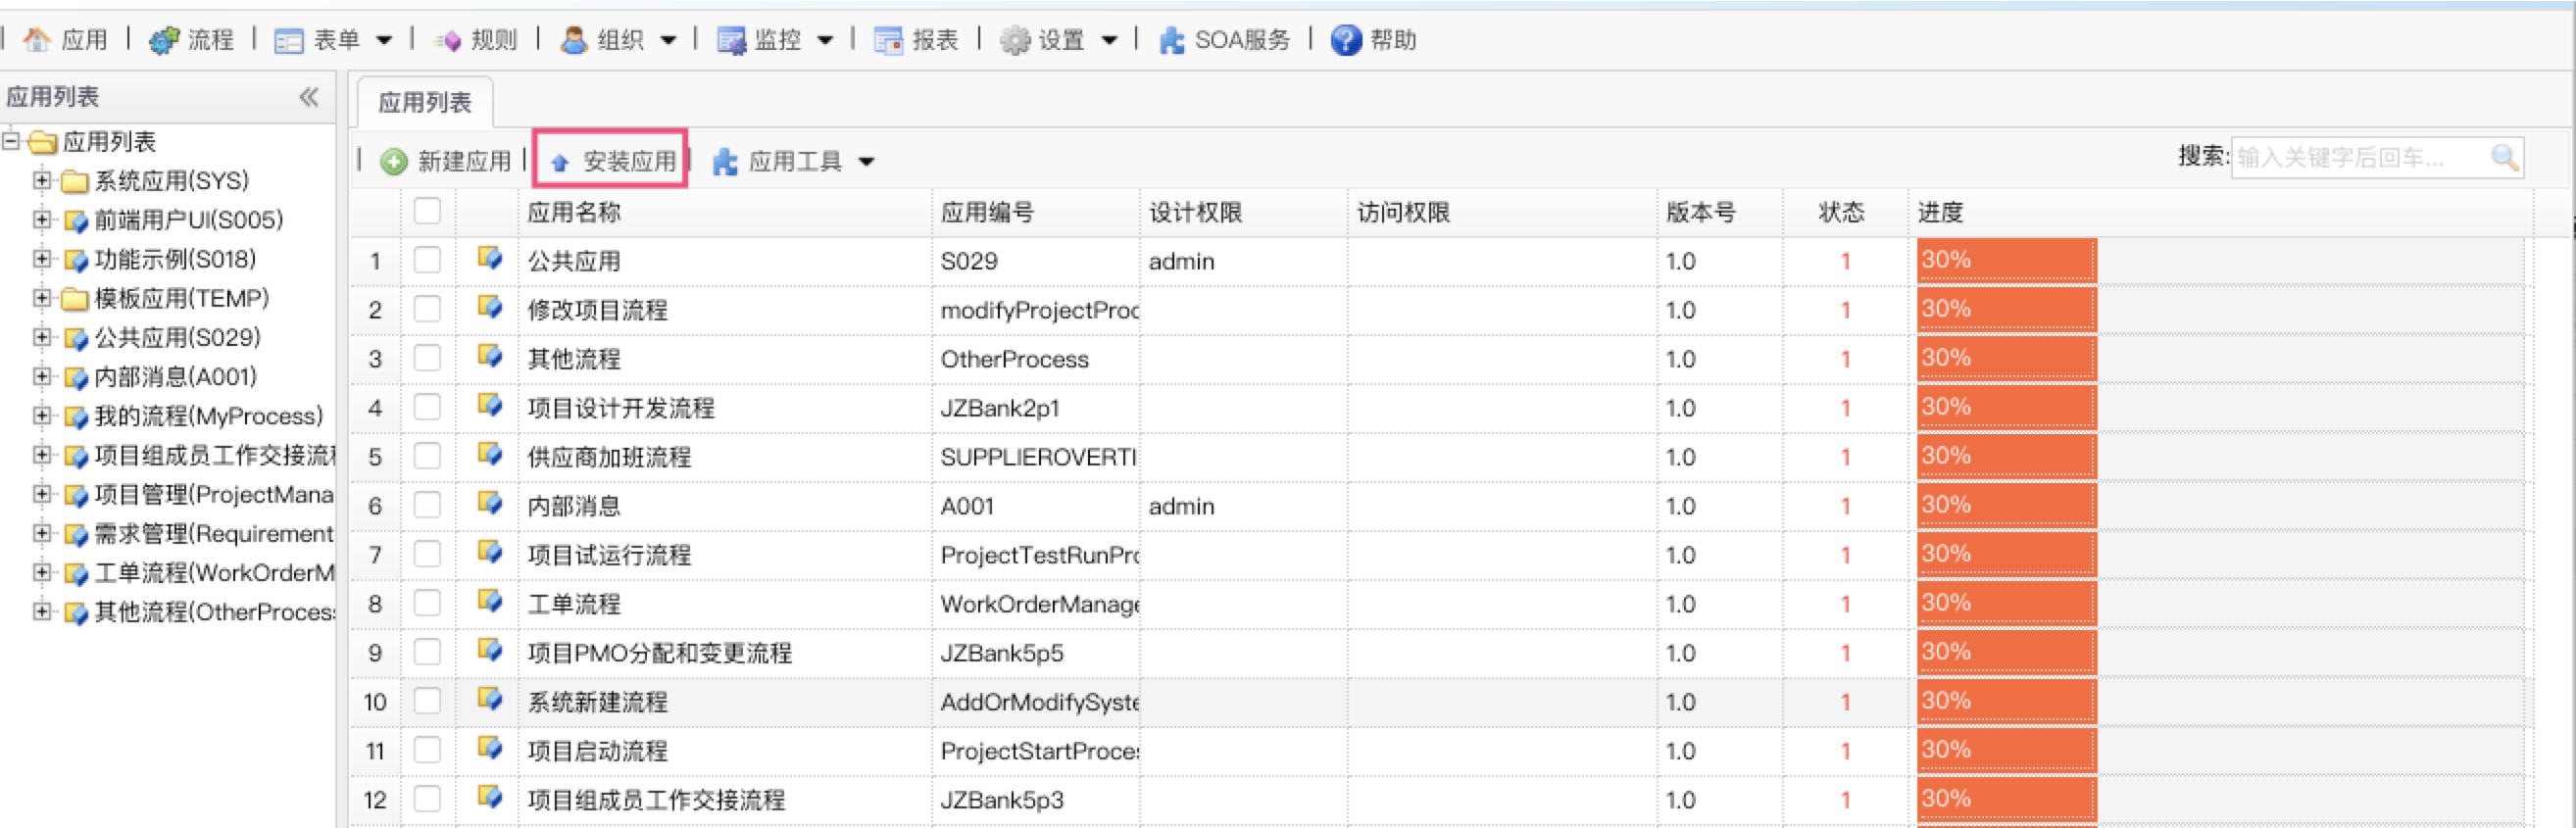 应用 流程 表单 规则 组织 监控 报表 设置 SOA服务 帮助
应用列表
应用列表
系统应用(SYS)
前端用户UI(S005)
功能示例(S018)
模板应用(TEMP)
公共应用(S029)
内部消息(A001)
我的流程(MyProcess)
项目组成员工作交接流
项目管理(ProjectMana
需求管理(Requirement
工单流程(WorkOrderM
其他流程(OtherProces
应用列表
新建应用 安装应用 应用工具 搜索: 输入关键字后回车...
应用名称 应用编号 设计权限 访问权限 版本号 状态 进度
1 公共应用 S029 admin 1.0 1 30%
2 修改项目流程 modifyProjectProc 1.0 1 30%
3 其他流程 OtherProcess 1.0 1 30%
4 项目设计开发流程 JZBank2p1 1.0 1 30%
5 供应商加班流程 SUPPLIEROVERTI 1.0 1 30%
6 内部消息 A001 admin 1.0 1 30%
7 项目试运行流程 ProjectTestRunPro 1.0 1 30%
8 工单流程 WorkOrderManage 1.0 1 30%
9 项目PMO分配和变更流程 JZBank5p5 1.0 1 30%
10 系统新建流程 AddOrModifySyste 1.0 1 30%
11 项目启动流程 ProjectStartProces 1.0 1 30%
12 项目组成员工作交接流程 JZBank5p3 1.0 1 30%